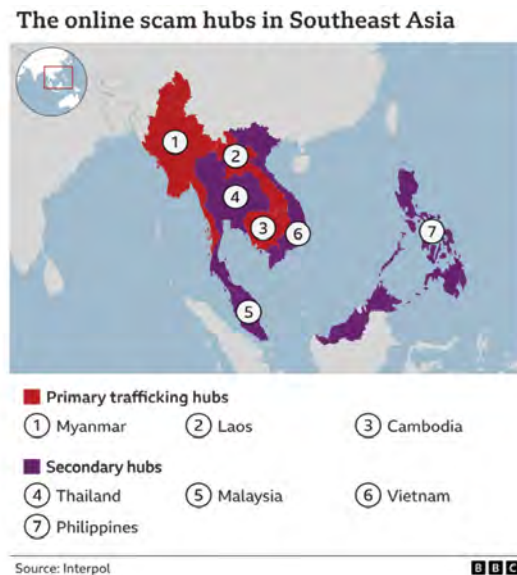 The online scam hubs in Southeast Asia
1
2
4
3
6
7
5
Primary trafficking hubs
1 Myanmar 2 Laos 3 Cambodia
Secondary hubs
4 Thailand 5 Malaysia 6 Vietnam
7 Philippines
Source: Interpol BBC